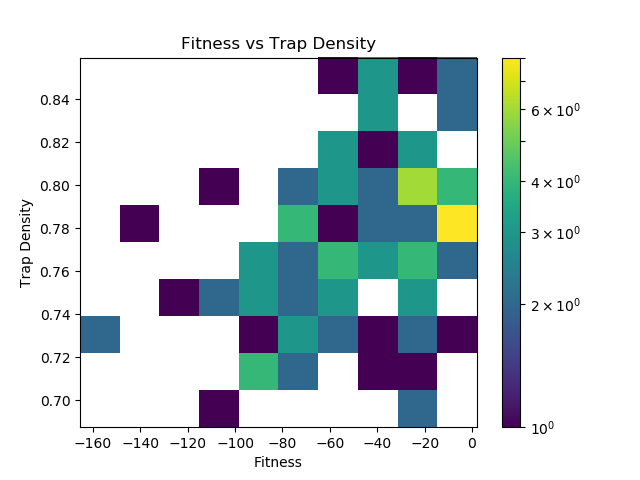 Fitness vs Trap Density
Trap Density
0.84
0.82
0.80
0.78
0.76
0.74
0.72
0.70
−160 −140 −120 −100 −80 −60 −40 −20 0
Fitness
6 × 10⁰
4 × 10⁰
3 × 10⁰
2 × 10⁰
10⁰